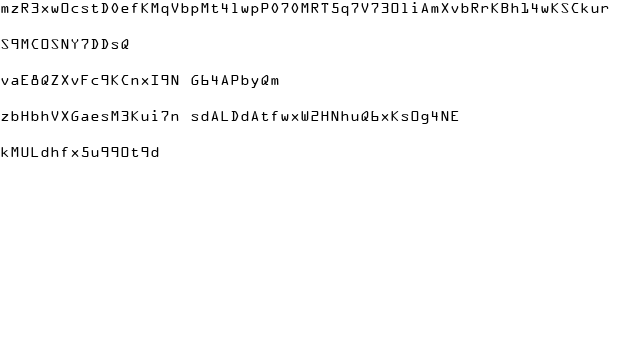 mzR3xwOcstD0efKMqVbpMt4lwpP070MRT5q7V73OliAmXvbRrKBh14wKSCkur
S9MCOSNY7DDsQ
vaE8QZXvFc9KCnxI9N G64APbyQm
zbHbhVXGaesM3Kui7n sdALDdAtfwxW2HNhuQ6xKsOg4NE
kMULdhfx5u99Ot9d